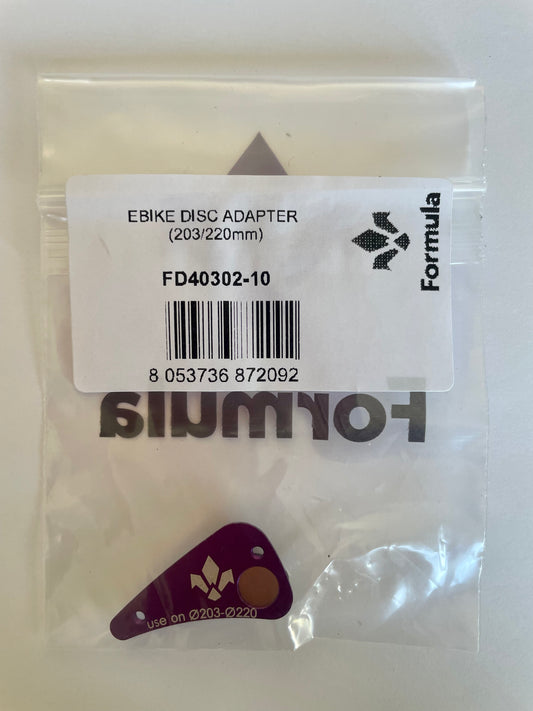 EBIKE DISC ADAPTER
(203/220mm)
Formula
FD40302-10
8 053736 872092
Formula
use on Ø203-Ø220